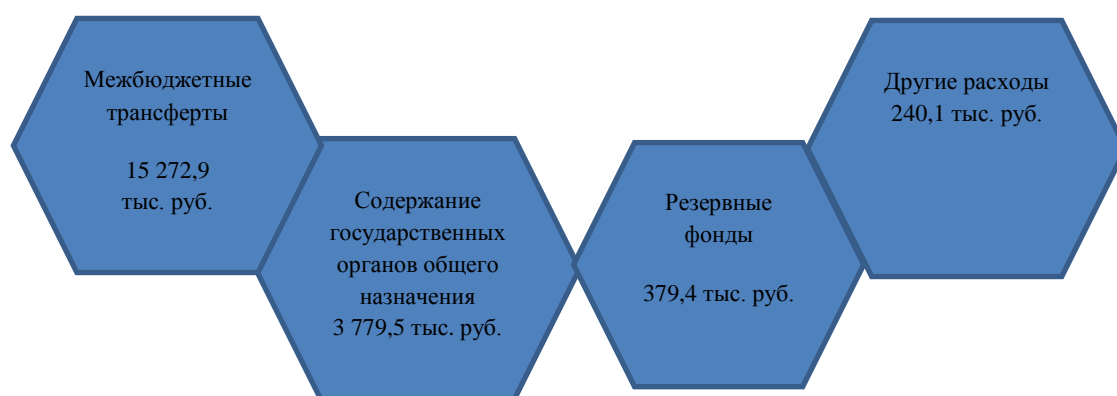 Межбюджетные
трансферты
15 272,9
тыс. руб.
Содержание
государственных
органов общего
назначения
3 779,5 тыс. руб.
Резервные
фонды
379,4 тыс. руб.
Другие расходы
240,1 тыс. руб.